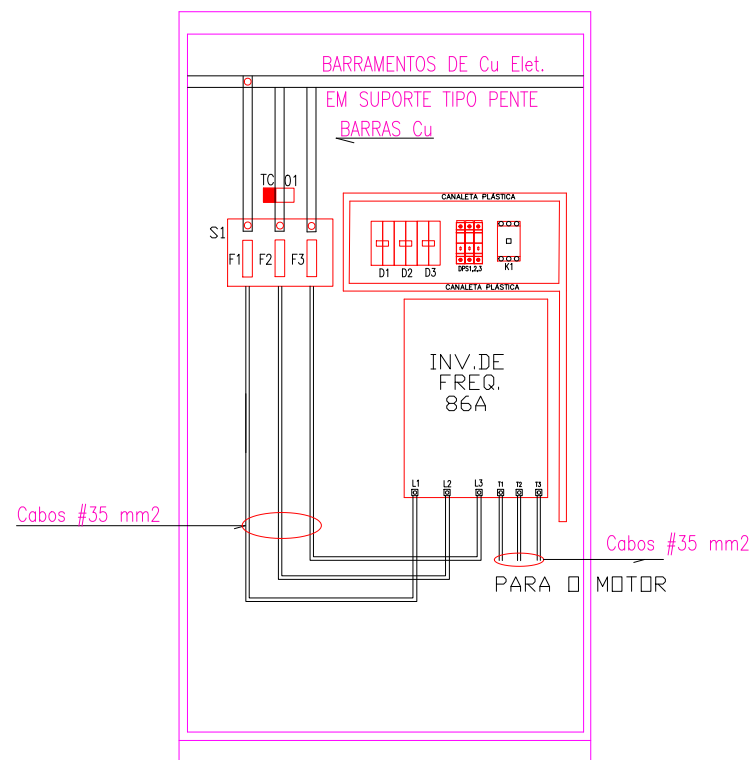 BARRAMENTOS DE Cu Elet.
EM SUPORTE TIPO PENTE
BARRAS Cu
TC 01
CANALETA PLÁSTICA
S1
F1 F2 F3
D1 D2 D3 DPS1,2,3 K1
CANALETA PLÁSTICA
INV.DE
FREQ.
86A
L1 L2 L3 T1 T2 T3
Cabos #35 mm2
Cabos #35 mm2
PARA O MOTOR